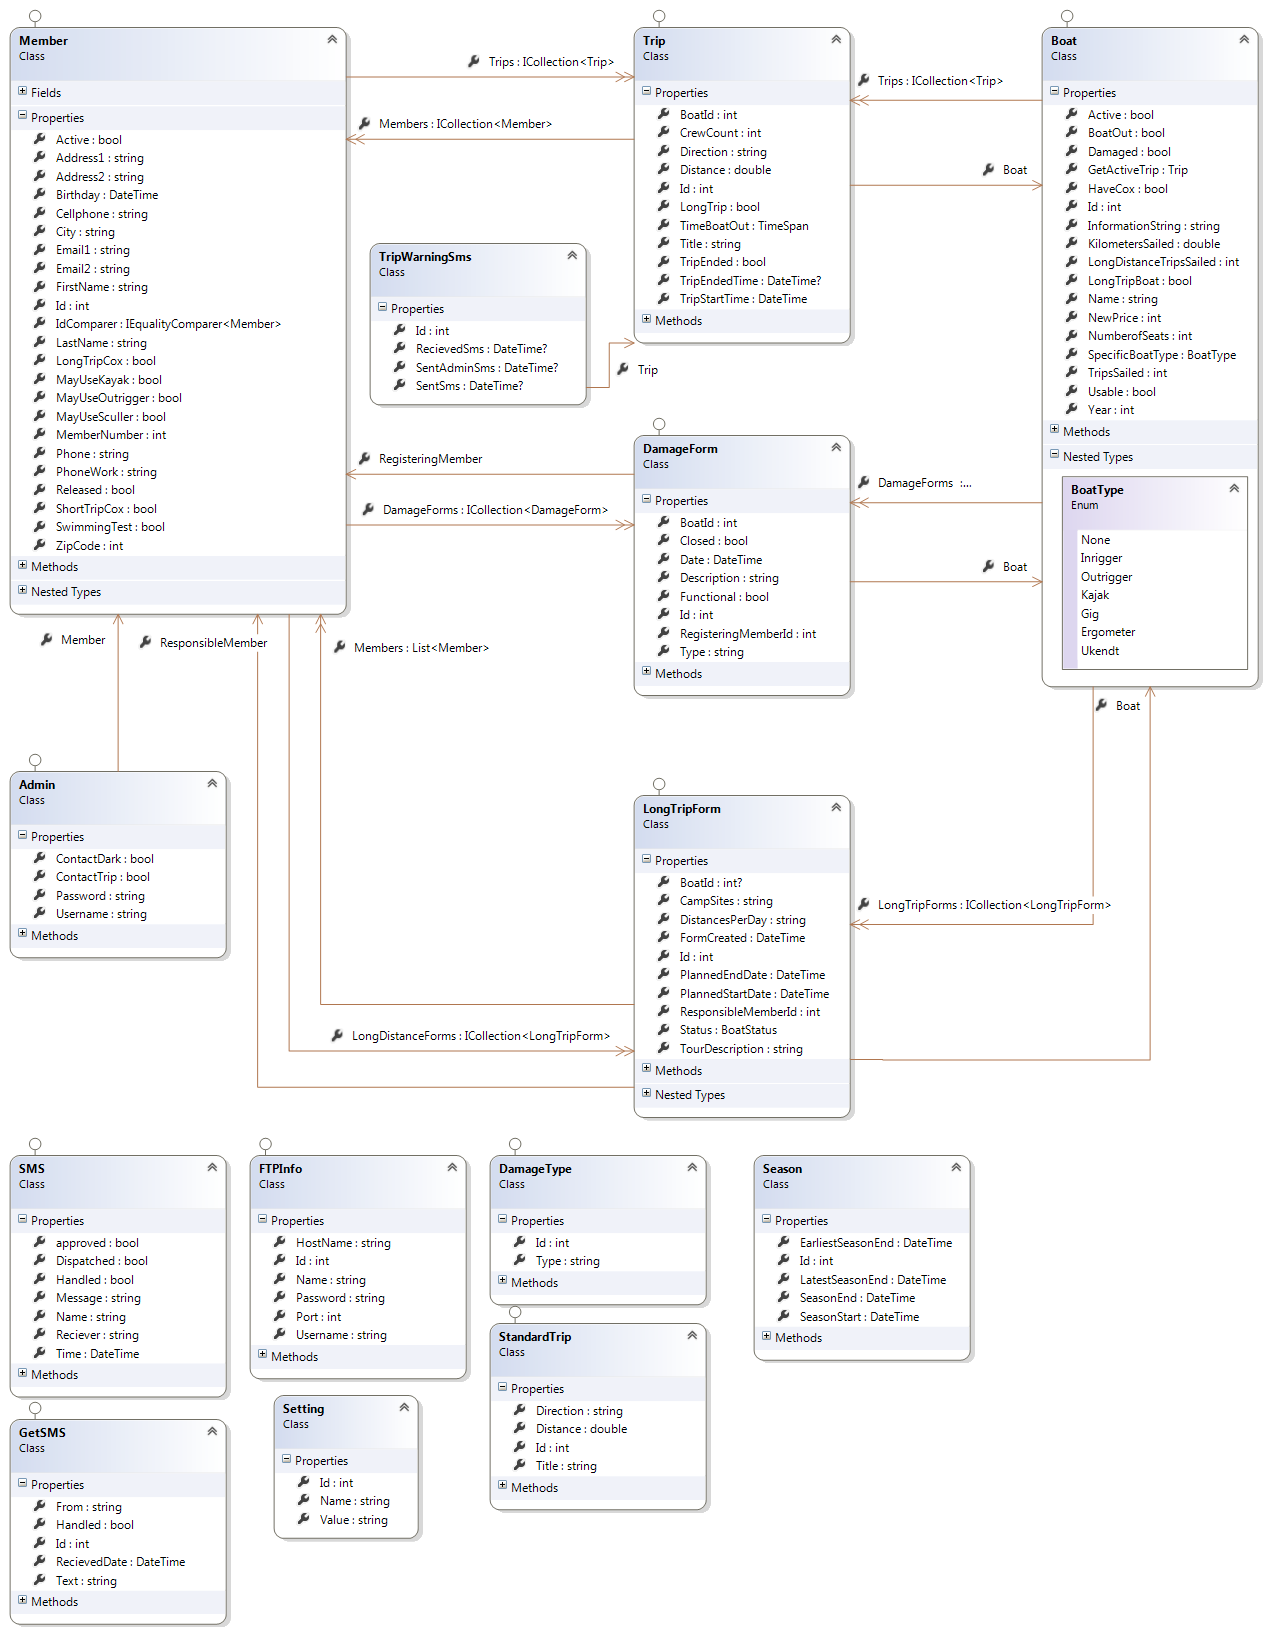 Member
Class
Fields
Properties
Active : bool
Address1 : string
Address2 : string
Birthday : DateTime
Cellphone : string
City : string
Email1 : string
Email2 : string
FirstName : string
Id : int
IdComparer : IEqualityComparer<Member>
LastName : string
LongTripCox : bool
MayUseKayak : bool
MayUseOutrigger : bool
MayUseSculler : bool
MemberNumber : int
Phone : string
PhoneWork : string
Released : bool
ShortTripCox : bool
SwimmingTest : bool
ZipCode : int
Methods
Nested Types
Trips : ICollection<Trip>
Members : ICollection<Member>
Trip
Class
Properties
BoatId : int
CrewCount : int
Direction : string
Distance : double
Id : int
LongTrip : bool
TimeBoatOut : TimeSpan
Title : string
TripEnded : bool
TripEndedTime : DateTime?
TripStartTime : DateTime
Methods
Trips : ICollection<Trip>
Boat
Boat
Class
Properties
Active : bool
BoatOut : bool
Damaged : bool
GetActiveTrip : Trip
HaveCox : bool
Id : int
InformationString : string
KilometersSailed : double
LongDistanceTripsSailed : int
LongTripBoat : bool
Name : string
NewPrice : int
NumberofSeats : int
SpecificBoatType : BoatType
TripsSailed : int
Usable : bool
Year : int
Methods
Nested Types
BoatType
Enum
None
Inrigger
Outrigger
Kajak
Gig
Ergometer
Ukendt
TripWarningSms
Class
Properties
Id : int
RecievedSms : DateTime?
SentAdminSms : DateTime?
SentSms : DateTime?
Trip
RegisteringMember
DamageForms : ICollection<DamageForm>
DamageForm
Class
Properties
BoatId : int
Closed : bool
Date : DateTime
Description : string
Functional : bool
Id : int
RegisteringMemberId : int
Type : string
Methods
DamageForms :...
Boat
Member
ResponsibleMember
Members : List<Member>
Boat
Admin
Class
Properties
ContactDark : bool
ContactTrip : bool
Password : string
Username : string
Methods
LongTripForm
Class
Properties
BoatId : int?
CampSites : string
DistancesPerDay : string
FormCreated : DateTime
Id : int
PlannedEndDate : DateTime
PlannedStartDate : DateTime
ResponsibleMemberId : int
Status : BoatStatus
TourDescription : string
Methods
Nested Types
LongTripForms : ICollection<LongTripForm>
LongDistanceForms : ICollection<LongTripForm>
SMS
Class
Properties
approved : bool
Dispatched : bool
Handled : bool
Message : string
Name : string
Reciever : string
Time : DateTime
Methods
FTPInfo
Class
Properties
HostName : string
Id : int
Name : string
Password : string
Port : int
Username : string
Methods
DamageType
Class
Properties
Id : int
Type : string
Methods
Season
Class
Properties
EarliestSeasonEnd : DateTime
Id : int
LatestSeasonEnd : DateTime
SeasonEnd : DateTime
SeasonStart : DateTime
Methods
StandardTrip
Class
Properties
Direction : string
Distance : double
Id : int
Title : string
Methods
Setting
Class
Properties
Id : int
Name : string
Value : string
GetSMS
Class
Properties
From : string
Handled : bool
Id : int
RecievedDate : DateTime
Text : string
Methods